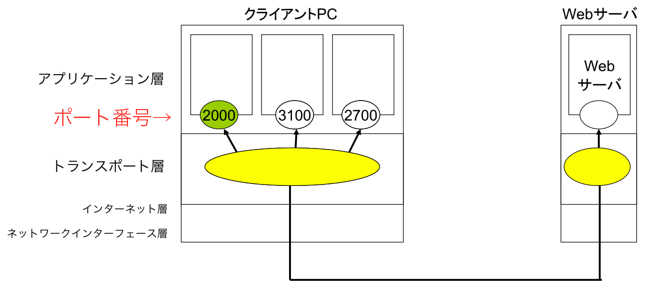 クライアントPC
Webサーバ
アプリケーション層
Web
サーバ
ポート番号→
2000
3100
2700
トランスポート層
インターネット層
ネットワークインターフェース層